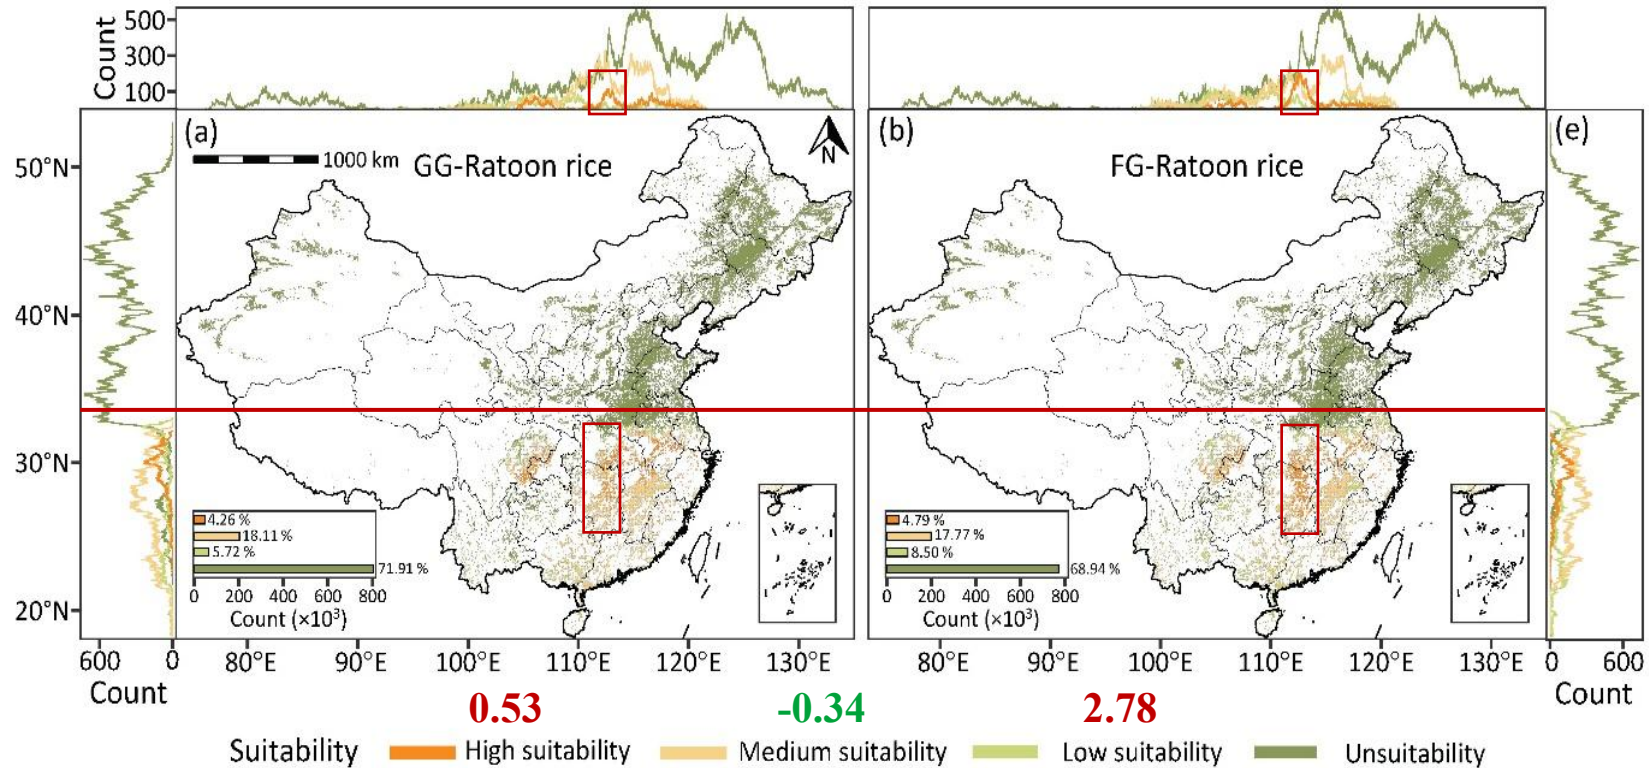 Count
500
300
100
(a)
1000 km
GG-Ratoon rice
N
(b)
FG-Ratoon rice
(e)
50°N
40°N
30°N
20°N
4.26 %
18.11 %
5.72 %
71.91 %
0 200 400 600 800
Count (×10³)
4.79 %
17.77 %
8.50 %
68.94 %
0 200 400 600 800
Count (×10³)
600 0
Count
80°E 90°E 100°E 110°E 120°E 130°E
80°E 90°E 100°E 110°E 120°E 130°E
0 600
Count
0.53 -0.34 2.78
Suitability High suitability Medium suitability Low suitability Unsuitability